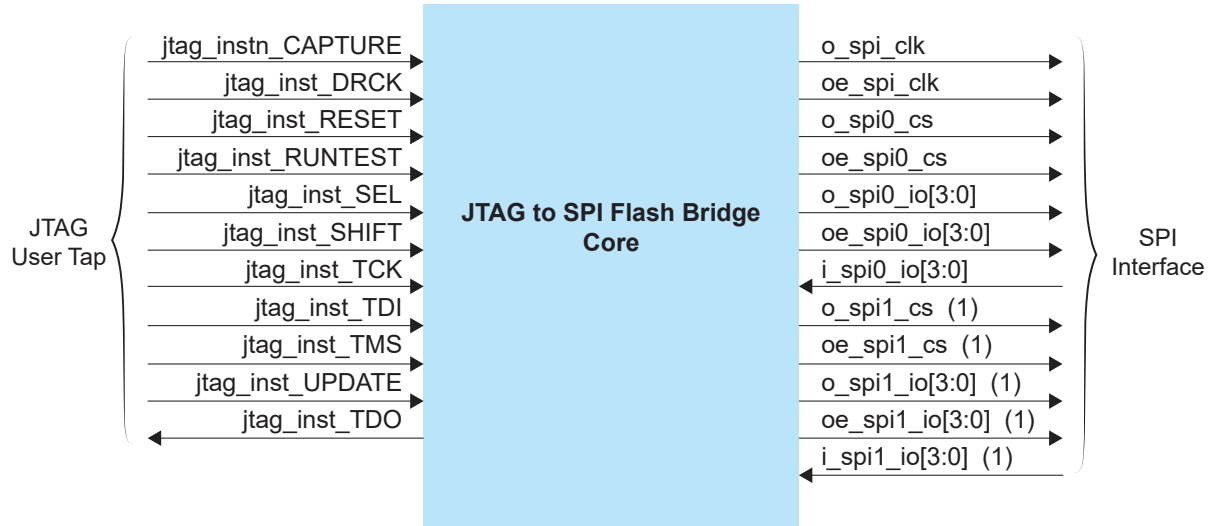 JTAG
User Tap
jtag_instn_CAPTURE
jtag_inst_DRCK
jtag_inst_RESET
jtag_inst_RUNTEST
jtag_inst_SEL
jtag_inst_SHIFT
jtag_inst_TCK
jtag_inst_TDI
jtag_inst_TMS
jtag_inst_UPDATE
jtag_inst_TDO
JTAG to SPI Flash Bridge
Core
o_spi_clk
oe_spi_clk
o_spi0_cs
oe_spi0_cs
o_spi0_io[3:0]
oe_spi0_io[3:0]
i_spi0_io[3:0]
o_spi1_cs (1)
oe_spi1_cs (1)
o_spi1_io[3:0] (1)
oe_spi1_io[3:0] (1)
i_spi1_io[3:0] (1)
SPI
Interface